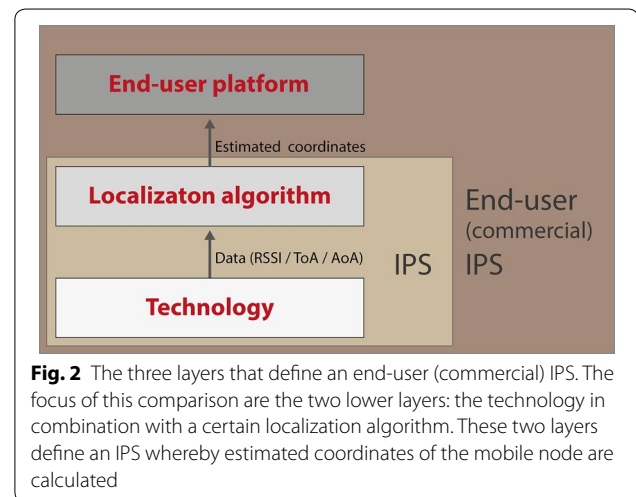 End-user platform
Estimated coordinates
Localizaton algorithm
End-user
(commercial)
IPS
Data (RSSI / ToA / AoA)
IPS
Technology
Fig. 2 The three layers that define an end-user (commercial) IPS. The
focus of this comparison are the two lower layers: the technology in
combination with a certain localization algorithm. These two layers
define an IPS whereby estimated coordinates of the mobile node are
calculated